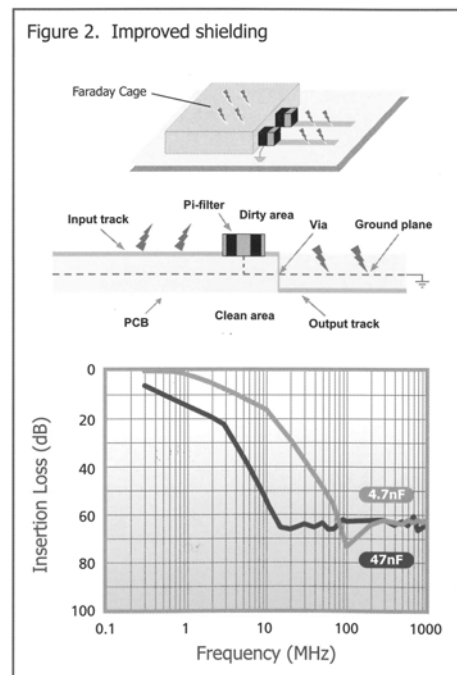 Figure 2. Improved shielding
Faraday Cage
Pi-filter
Dirty area
Input track
Via
Ground plane
PCB
Clean area
Output track
0
20
40
60
80
100
Insertion Loss (dB)
4.7nF
47nF
0.1
1
10
100
1000
Frequency (MHz)